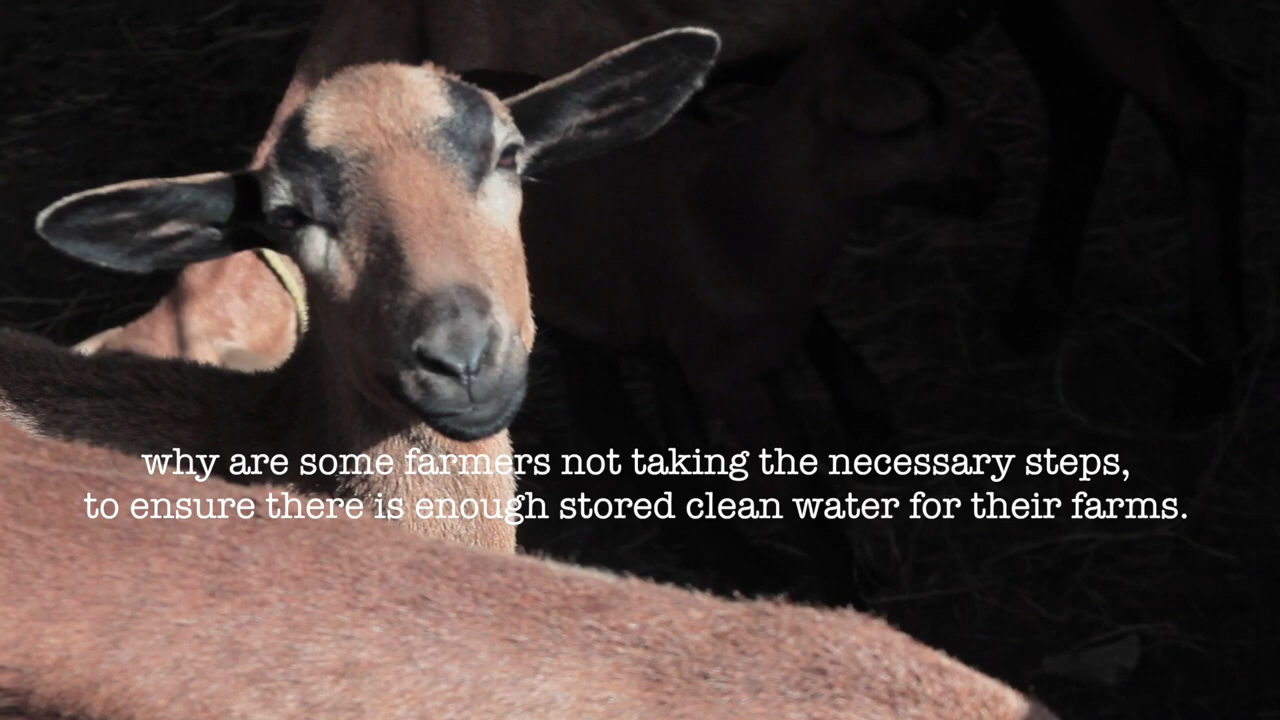 why are some farmers not taking the necessary steps,
to ensure there is enough stored clean water for their farms.